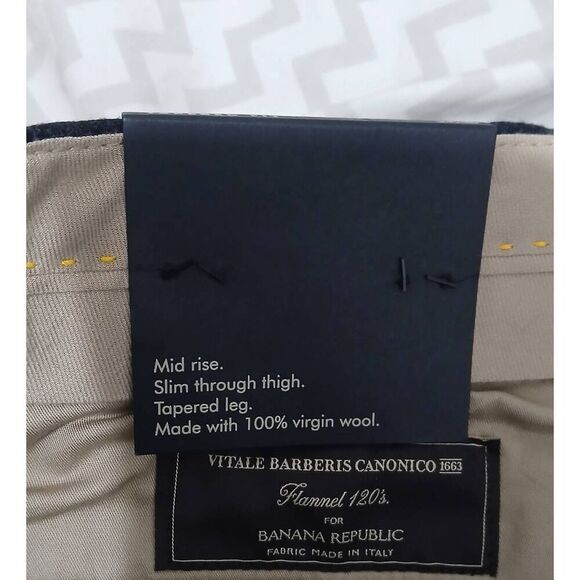 Mid rise.
Slim through thigh.
Tapered leg.
Made with 100% virgin wool.
VITALE BARBERIS CANONICO 1663
Flannel 120's.
FOR
BANANA REPUBLIC
FABRIC MADE IN ITALY